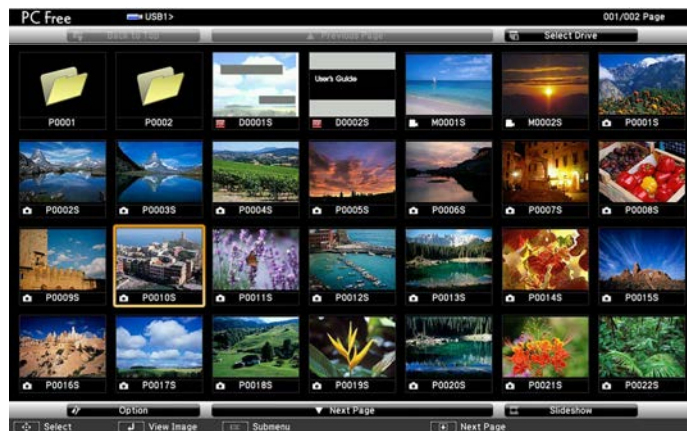 PC Free USB1> 001/002 Page
Back to Top ▲ Previous Page Select Drive
User's Guide
P0001 P0002 D0001S D0002S M0001S M0002S P0001S
P0002S P0003S P0004S P0005S P0006S P0007S P0008S
P0009S P0010S P0011S P0012S P0013S P0014S P0015S
P0016S P0017S P0018S P0019S P0020S P0021S P0022S
Option ▼ Next Page Slideshow
Select View Image Esc Submenu Next Page